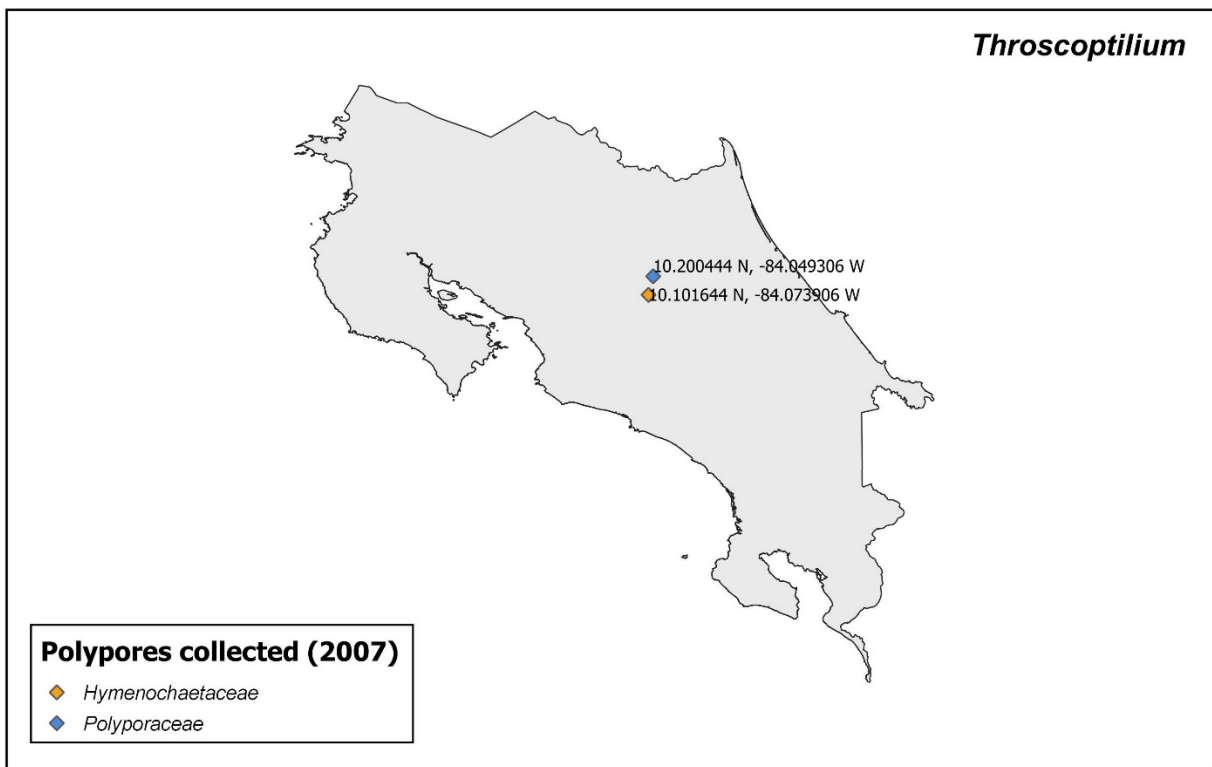 Throscoptilium
10.200444 N, -84.049306 W
10.101644 N, -84.073906 W
Polypores collected (2007)
Hymenochaetaceae
Polyporaceae